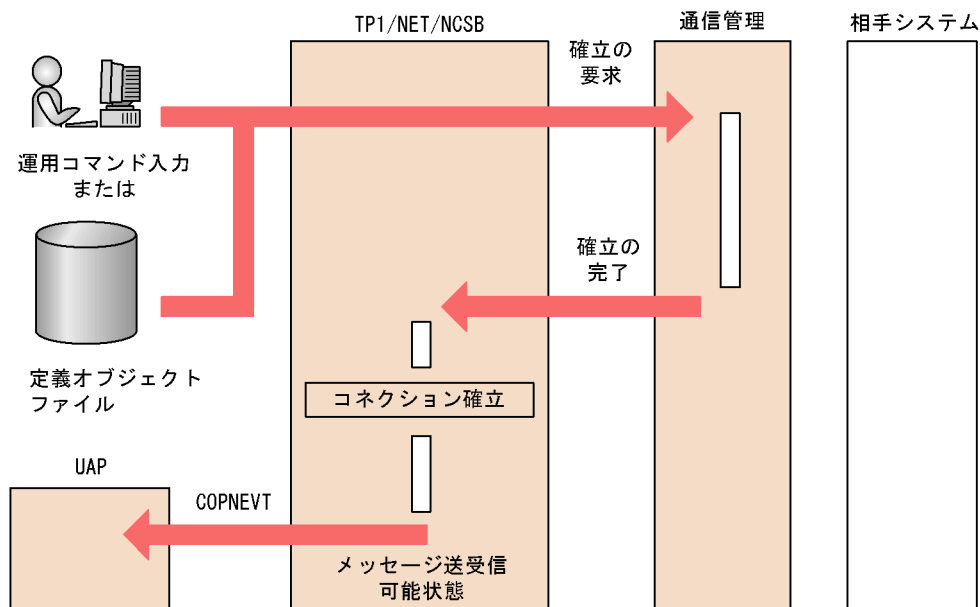 TP1/NET/NCSB
通信管理
相手システム
確立の
要求
運用コマンド入力
または
確立の
完了
定義オブジェクト
ファイル
コネクション確立
UAP
COPNEVT
メッセージ送受信
可能状態